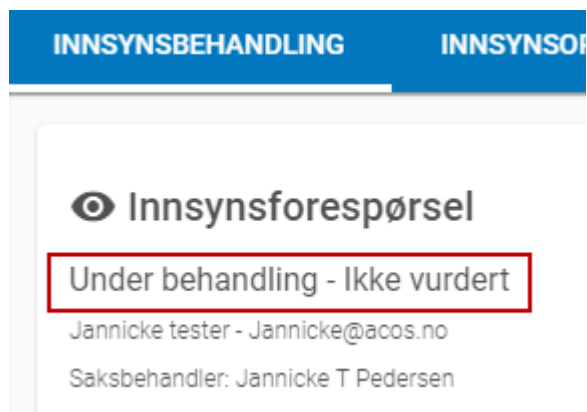 INNSYNSBEHANDLING
Innsynsforespørsel
Under behandling - Ikke vurdert
Jannicke tester - Jannicke@acos.no
Saksbehandler: Jannicke T Pedersen